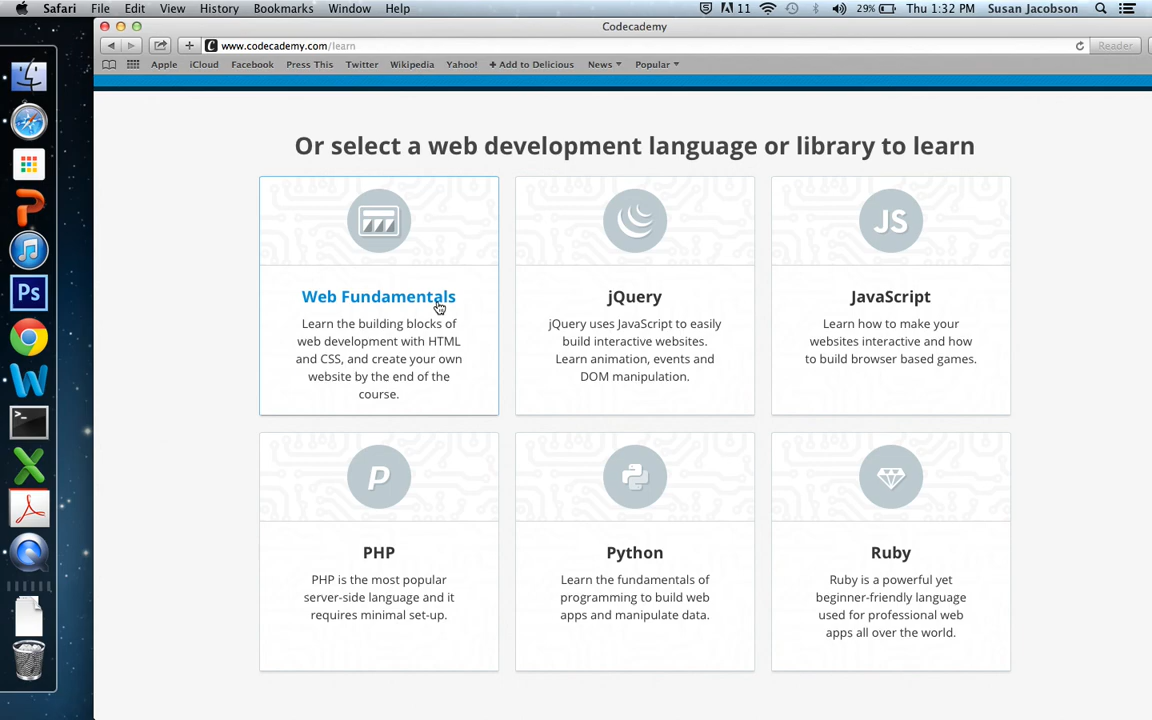 Safari File Edit View History Bookmarks Window Help 11 29% Thu 1:32 PM Susan Jacobson
Codecademy
www.codecademy.com/learn Reader
Apple iCloud Facebook Press This Twitter Wikipedia Yahoo! + Add to Delicious News Popular
Or select a web development language or library to learn
JS
Web Fundamentals
Learn the building blocks of
web development with HTML
and CSS, and create your own
website by the end of the
course.
jQuery
jQuery uses JavaScript to easily
build interactive websites.
Learn animation, events and
DOM manipulation.
JavaScript
Learn how to make your
websites interactive and how
to build browser based games.
P
PHP
PHP is the most popular
server-side language and it
requires minimal set-up.
Python
Learn the fundamentals of
programming to build web
apps and manipulate data.
Ruby
Ruby is a powerful yet
beginner-friendly language
used for professional web
apps all over the world.
Ps